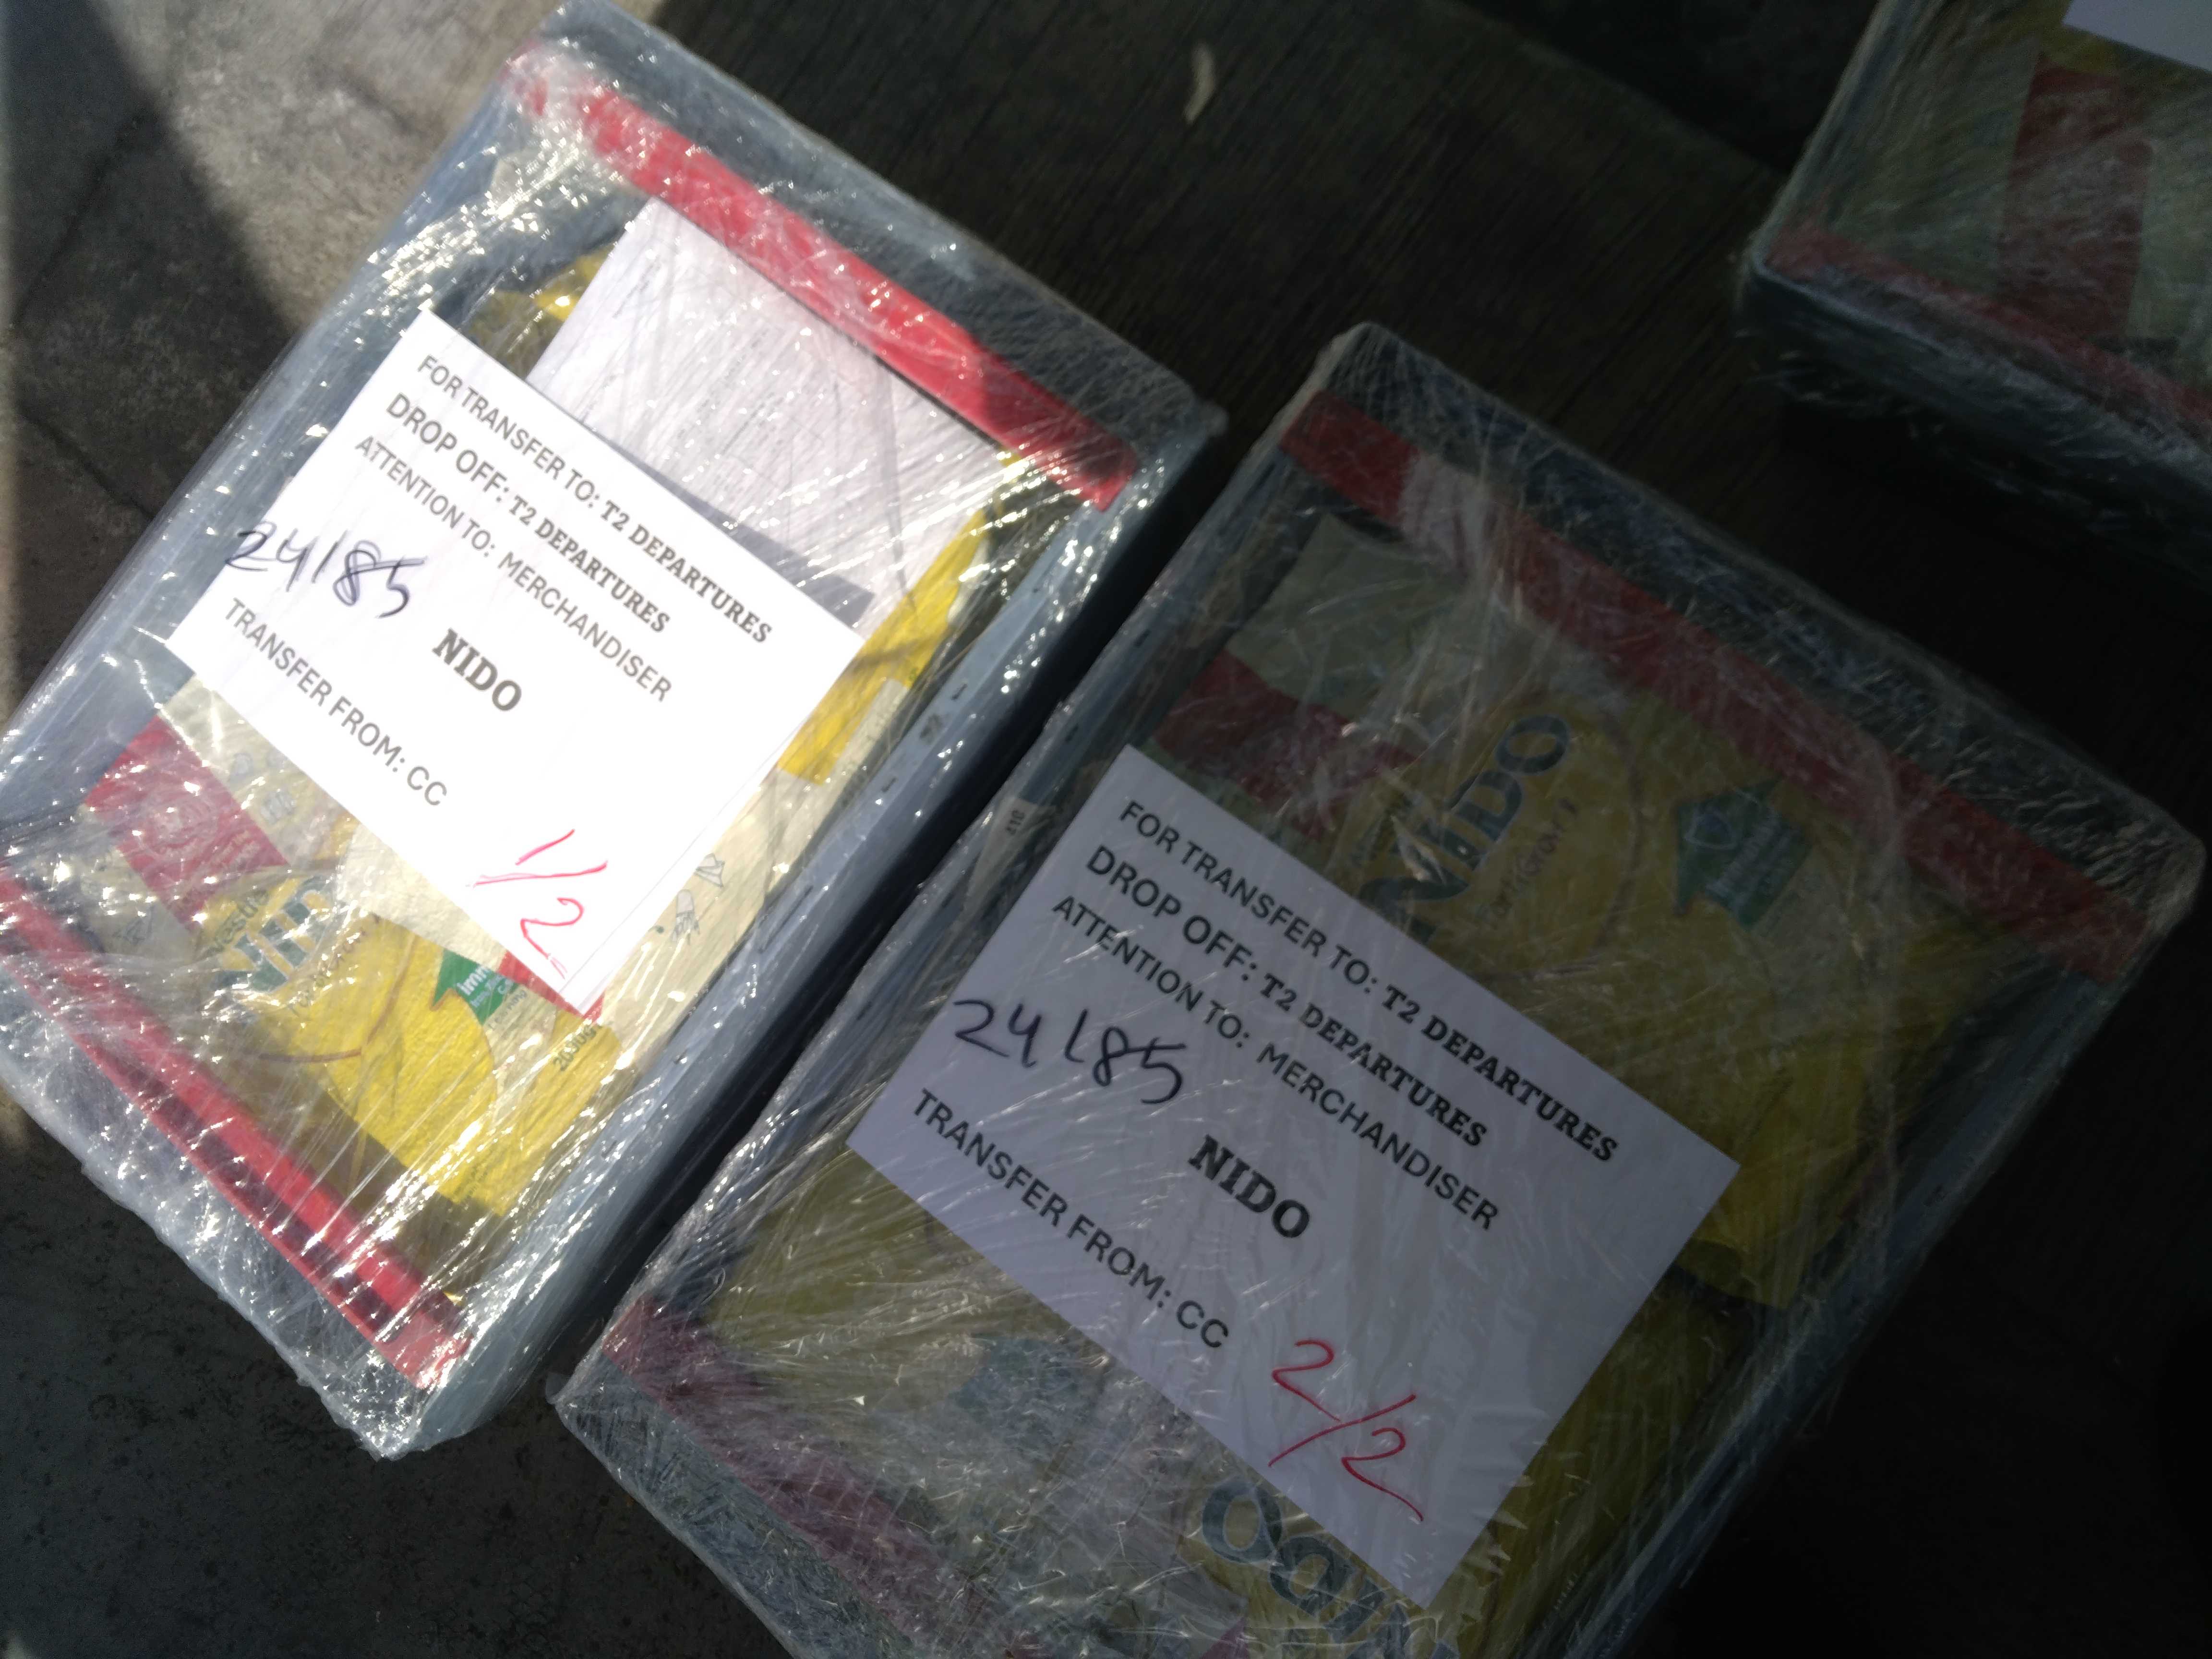 FOR TRANSFER TO: T2 DEPARTURES
DROP OFF: T2 DEPARTURES
ATTENTION TO: MERCHANDISER
24185
NIDO
TRANSFER FROM: CC
1/2
NIDO
FOR TRANSFER TO: T2 DEPARTURES
DROP OFF: T2 DEPARTURES
ATTENTION TO: MERCHANDISER
24185
NIDO
TRANSFER FROM: CC
2/2
NIDO